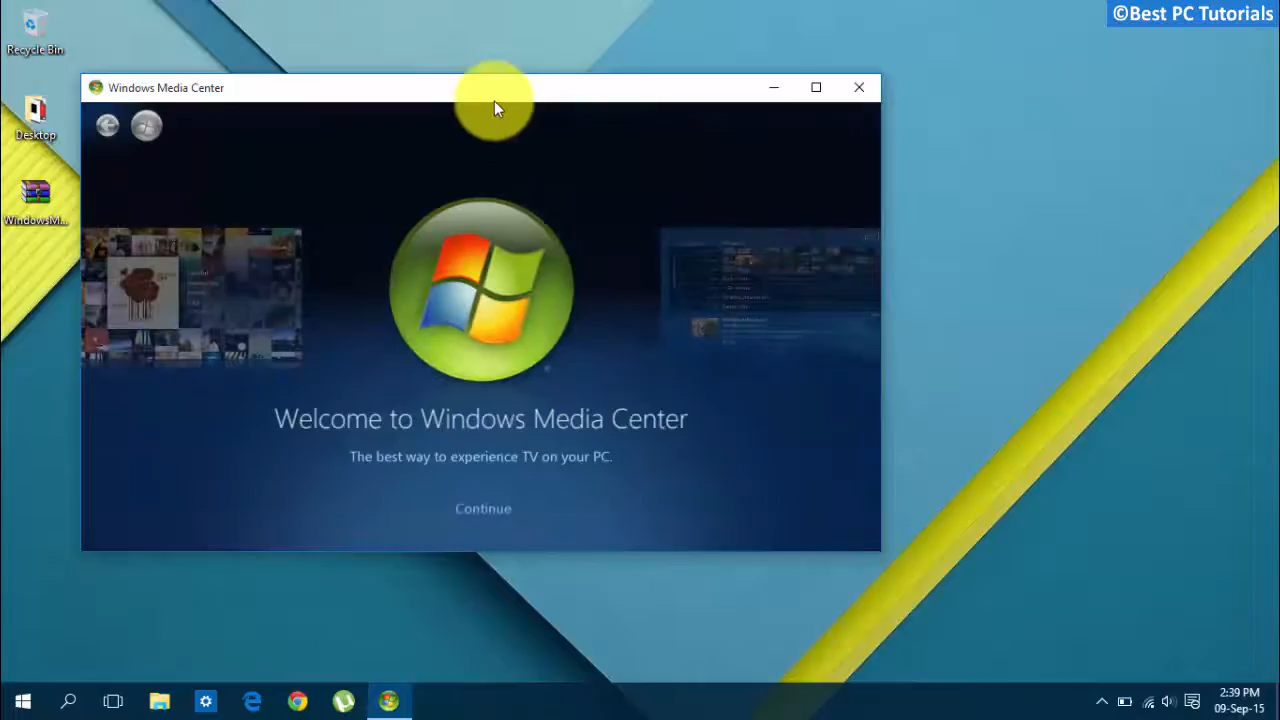 ©Best PC Tutorials
Recycle Bin
Windows Media Center
Desktop
WindowsM...
Welcome to Windows Media Center
The best way to experience TV on your PC.
Continue
2:39 PM
09-Sep-15